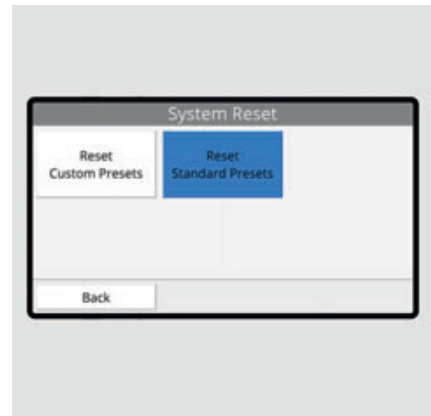 System Reset
Reset
Custom Presets
Reset
Standard Presets
Back